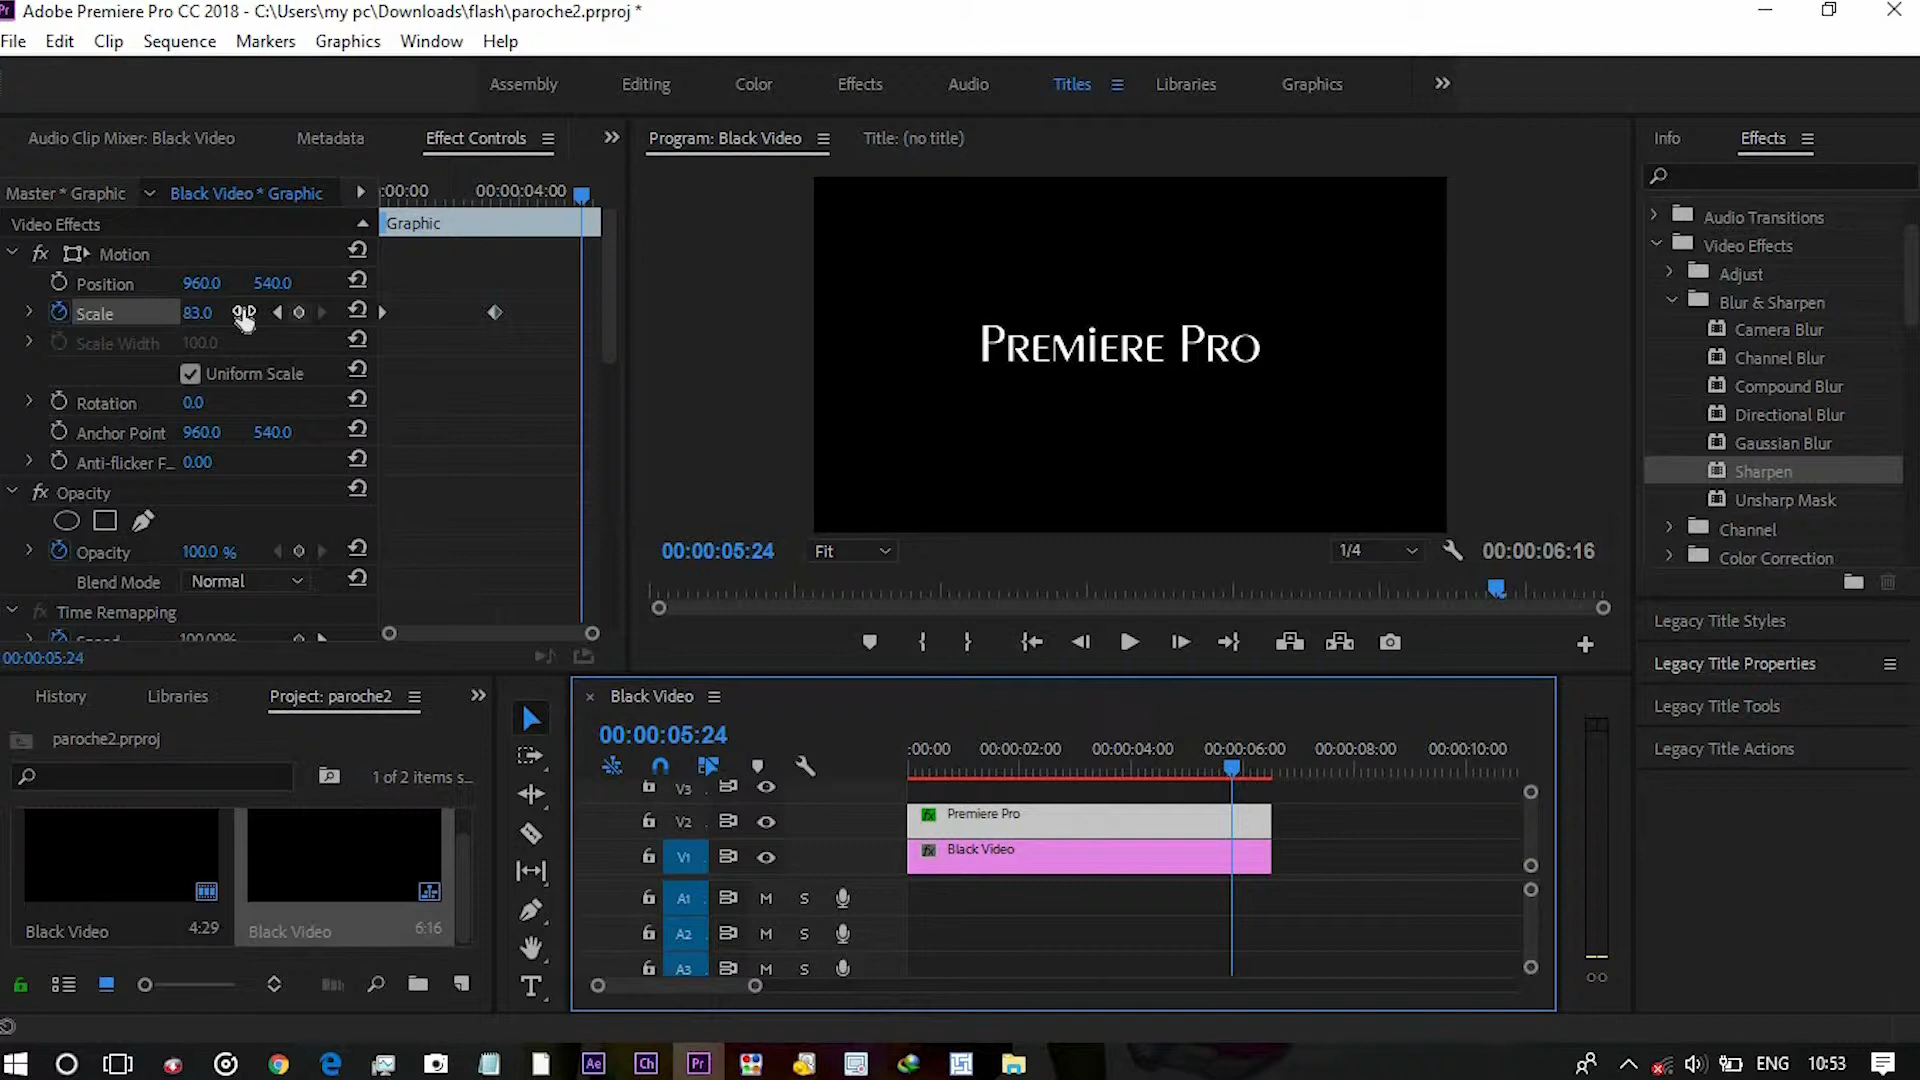 Adobe Premiere Pro CC 2018 - C:\Users\my pc\Downloads\flash\paroche2.prproj *
File Edit Clip Sequence Markers Graphics Window Help
Assembly Editing Color Effects Audio Titles Libraries Graphics
Audio Clip Mixer: Black Video Metadata Effect Controls
Program: Black Video Title: (no title)
Info Effects
Master * Graphic Black Video * Graphic
:00:00 00:00:04:00
Video Effects
Graphic
fx Motion
Position 960.0 540.0
Scale 83.0
Scale Width 100.0
Uniform Scale
Rotation 0.0
Anchor Point 960.0 540.0
Anti-flicker F... 0.00
fx Opacity
Opacity 100.0 %
Blend Mode Normal
fx Time Remapping
Speed 100.00%
00:00:05:24
Premiere Pro
00:00:05:24 Fit 1/4 00:00:06:16
Audio Transitions
Video Effects
Adjust
Blur & Sharpen
Camera Blur
Channel Blur
Compound Blur
Directional Blur
Gaussian Blur
Sharpen
Unsharp Mask
Channel
Color Correction
Legacy Title Styles
Legacy Title Properties
Legacy Title Tools
Legacy Title Actions
History Libraries Project: paroche2
paroche2.prproj
1 of 2 items s...
Black Video 4:29
Black Video 6:16
T
Black Video
00:00:05:24
:00:00 00:00:02:00 00:00:04:00 00:00:06:00 00:00:08:00 00:00:10:00
V3
V2 fx Premiere Pro
V1 fx Black Video
A1 M S
A2 M S
A3 M S
Ae Ch Pr
ENG 10:53